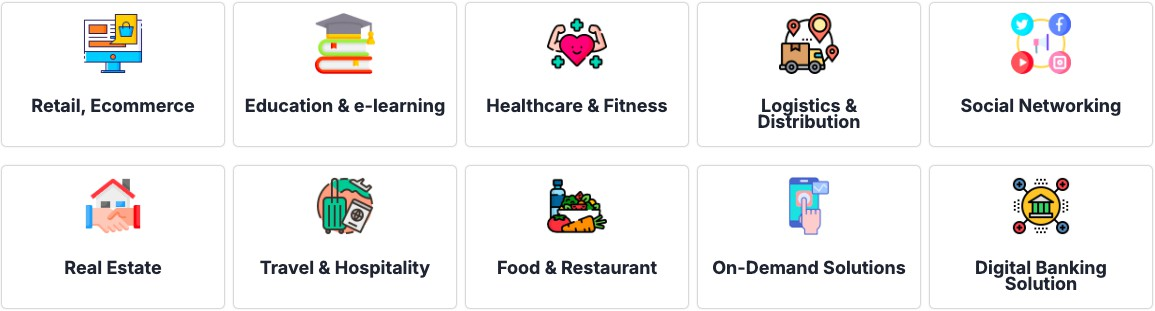 Retail, Ecommerce
Education & e-learning
Healthcare & Fitness
Logistics &
Distribution
Social Networking
Real Estate
Travel & Hospitality
Food & Restaurant
On-Demand Solutions
Digital Banking
Solution